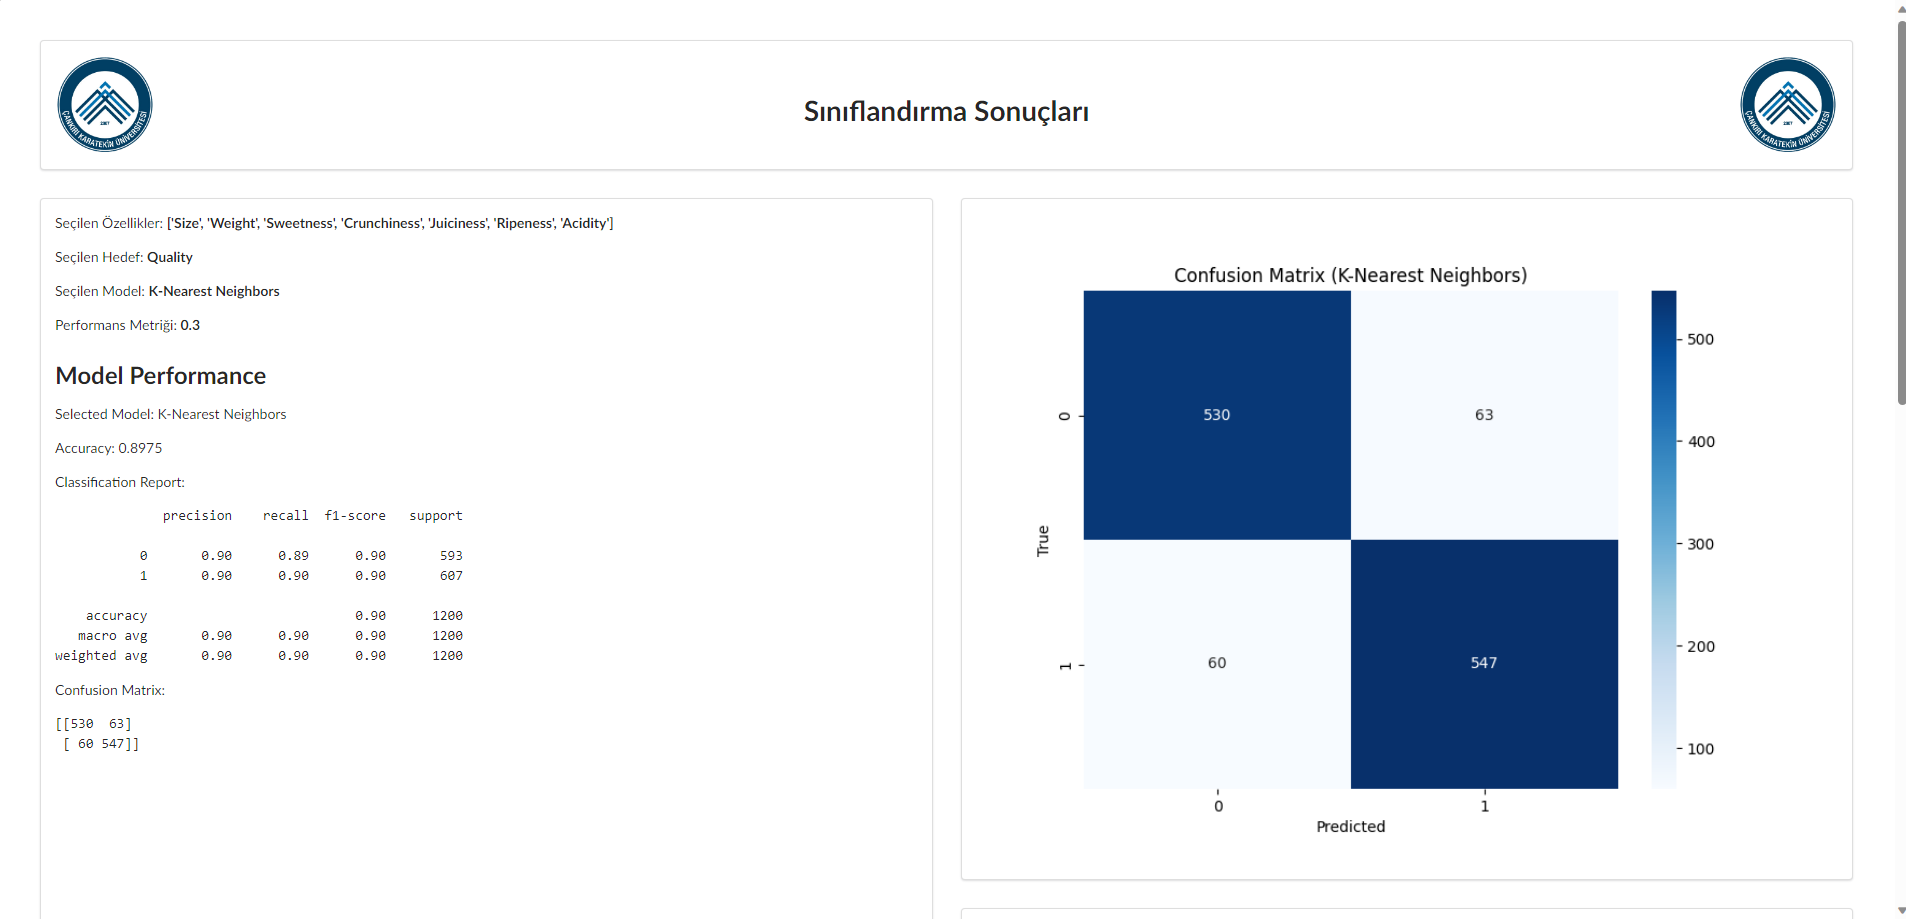 ÇANKIRI KARATEKİN ÜNİVERSİTESİ
2007
Sınıflandırma Sonuçları
ÇANKIRI KARATEKİN ÜNİVERSİTESİ
2007
Seçilen Özellikler: ['Size', 'Weight', 'Sweetness', 'Crunchiness', 'Juiciness', 'Ripeness', 'Acidity']
Seçilen Hedef: Quality
Seçilen Model: K-Nearest Neighbors
Performans Metriği: 0.3
Model Performance
Selected Model: K-Nearest Neighbors
Accuracy: 0.8975
Classification Report:
precision recall f1-score support
0 0.90 0.89 0.90 593
1 0.90 0.90 0.90 607
accuracy 0.90 1200
macro avg 0.90 0.90 0.90 1200
weighted avg 0.90 0.90 0.90 1200
Confusion Matrix:
[[530 63]
[ 60 547]]
Confusion Matrix (K-Nearest Neighbors)
True
0
1
530 63
60 547
0 1
Predicted
500
400
300
200
100